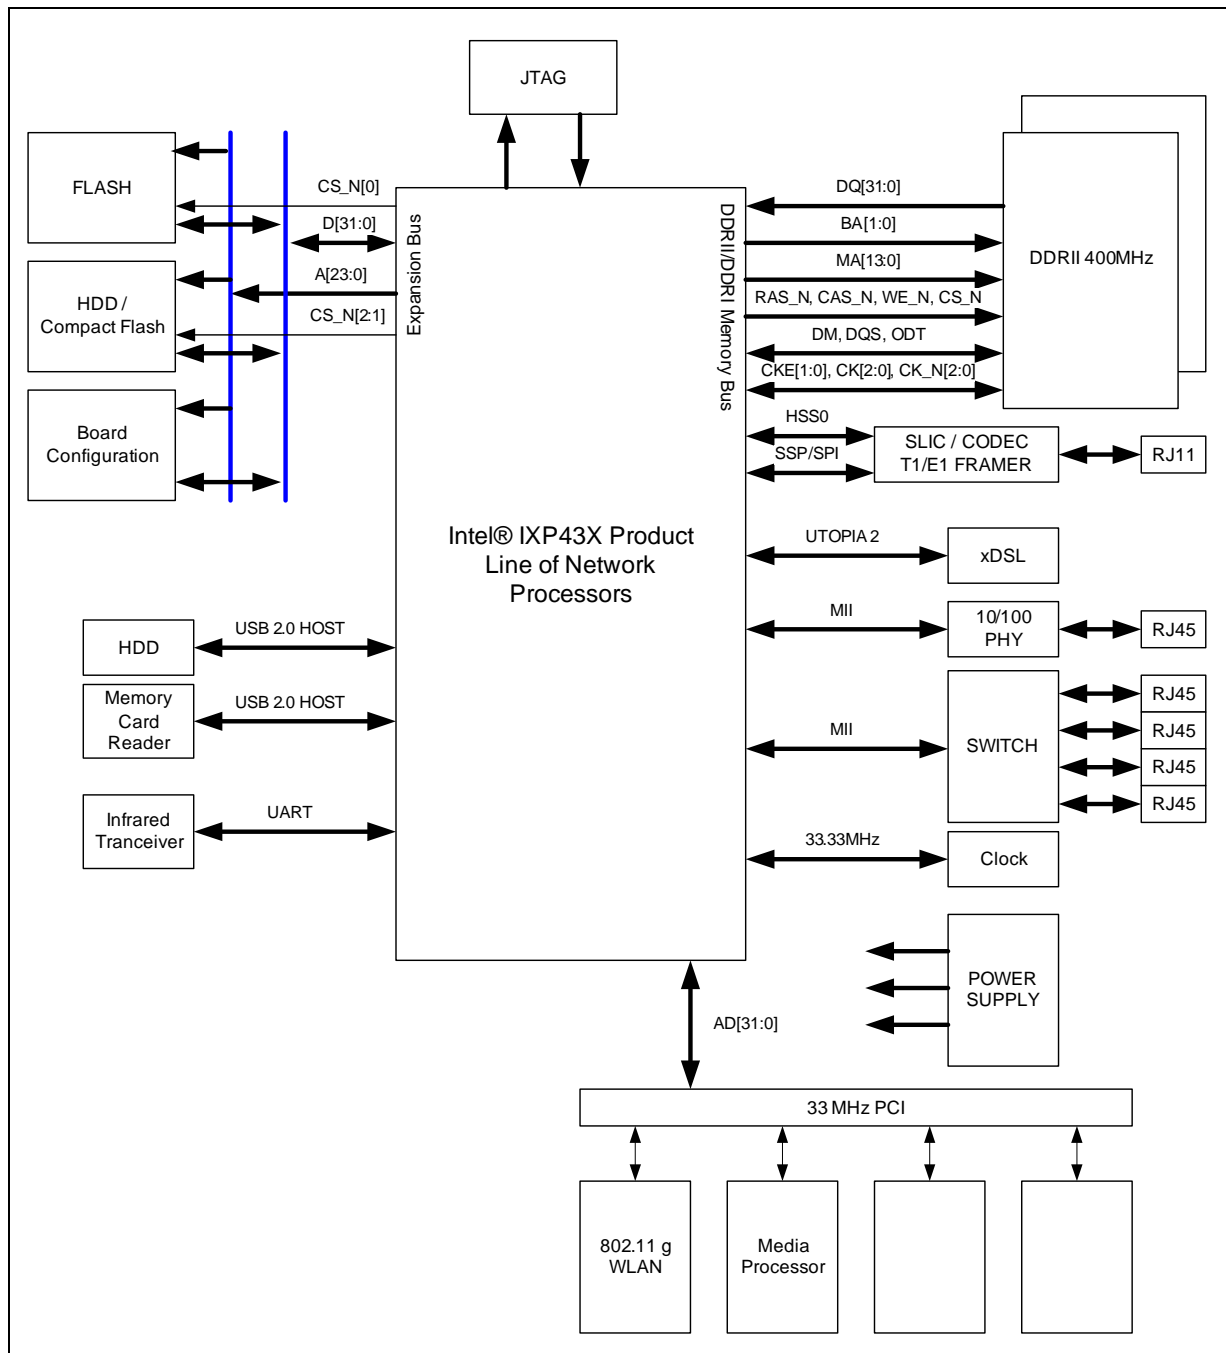 JTAG
FLASH
CS_N[0]
D[31:0]
A[23:0]
CS_N[2:1]
HDD /
Compact Flash
Board
Configuration
Expansion Bus
DDRII/DDRI Memory Bus
DQ[31:0]
BA[1:0]
MA[13:0]
RAS_N, CAS_N, WE_N, CS_N
DM, DQS, ODT
CKE[1:0], CK[2:0], CK_N[2:0]
DDRII 400MHz
HSS0
SSP/SPI
SLIC / CODEC
T1/E1 FRAMER
RJ11
Intel® IXP43X Product
Line of Network
Processors
UTOPIA 2
xDSL
MII
10/100
PHY
RJ45
HDD
USB 2.0 HOST
Memory
Card
Reader
USB 2.0 HOST
MII
SWITCH
RJ45
RJ45
RJ45
RJ45
Infrared
Tranceiver
UART
33.33MHz
Clock
POWER
SUPPLY
AD[31:0]
33 MHz PCI
802.11 g
WLAN
Media
Processor